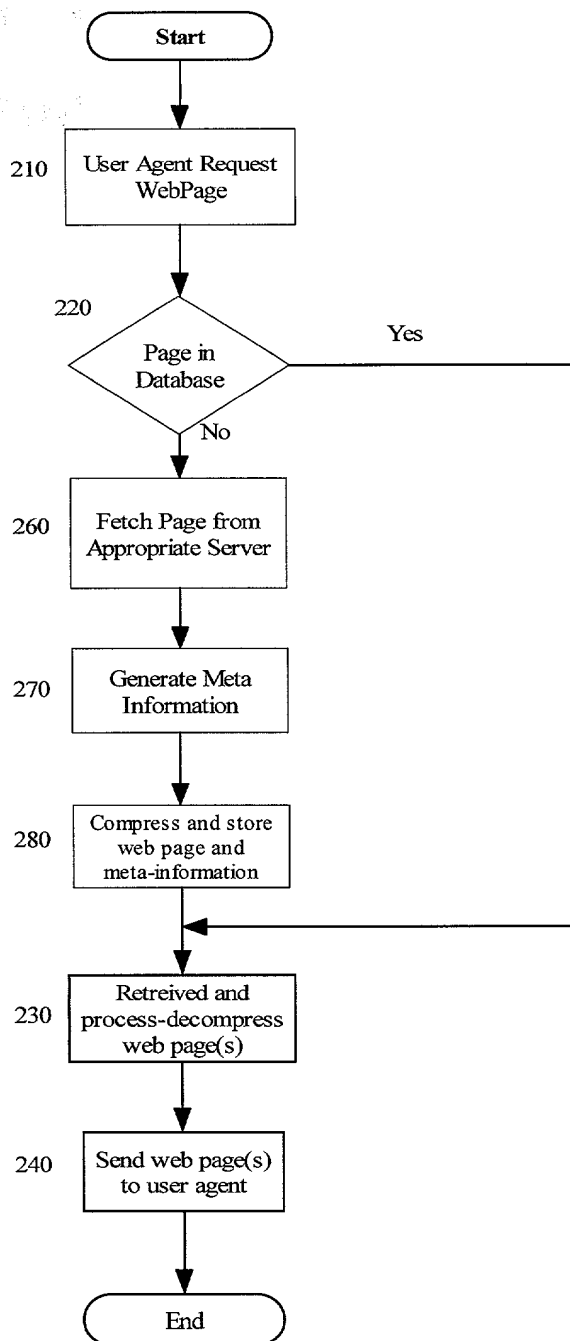 Start
210
User Agent Request
WebPage
220
Page in
Database
Yes
No
260
Fetch Page from
Appropriate Server
270
Generate Meta
Information
280
Compress and store
web page and
meta-information
230
Retreived and
process-decompress
web page(s)
240
Send web page(s)
to user agent
End